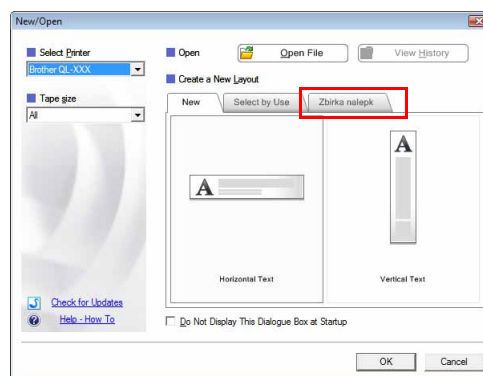 New/Open
Select Printer
Brother QL-XXX
Tape size
All
Check for Updates
Help - How To
Open
Open File
View History
Create a New Layout
New
Select by Use
Zbirka nalepk
A
Horizontal Text
A
Vertical Text
Do Not Display This Dialogue Box at Startup
OK
Cancel